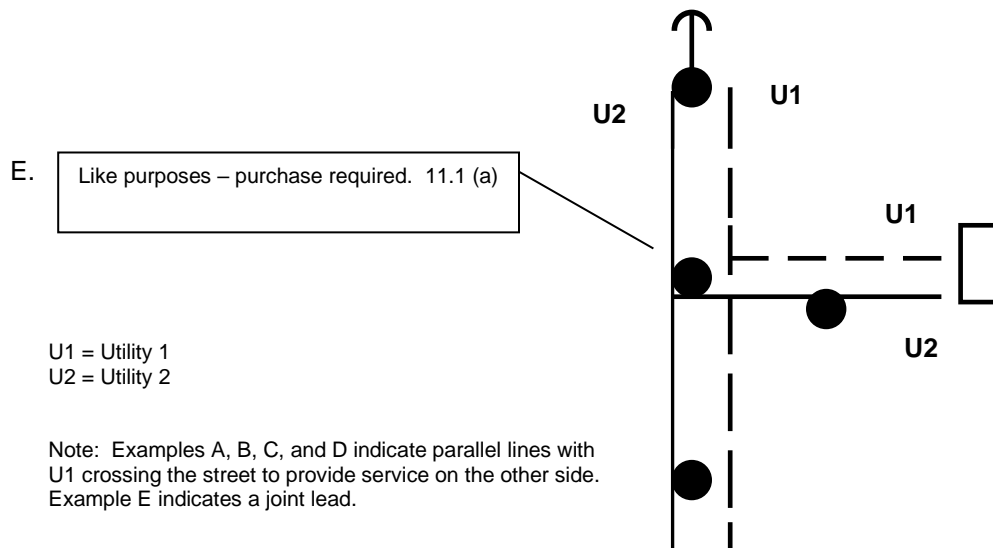 U1
U2
E.
Like purposes – purchase required. 11.1 (a)
U1
U2
U1 = Utility 1
U2 = Utility 2
Note: Examples A, B, C, and D indicate parallel lines with
U1 crossing the street to provide service on the other side.
Example E indicates a joint lead.